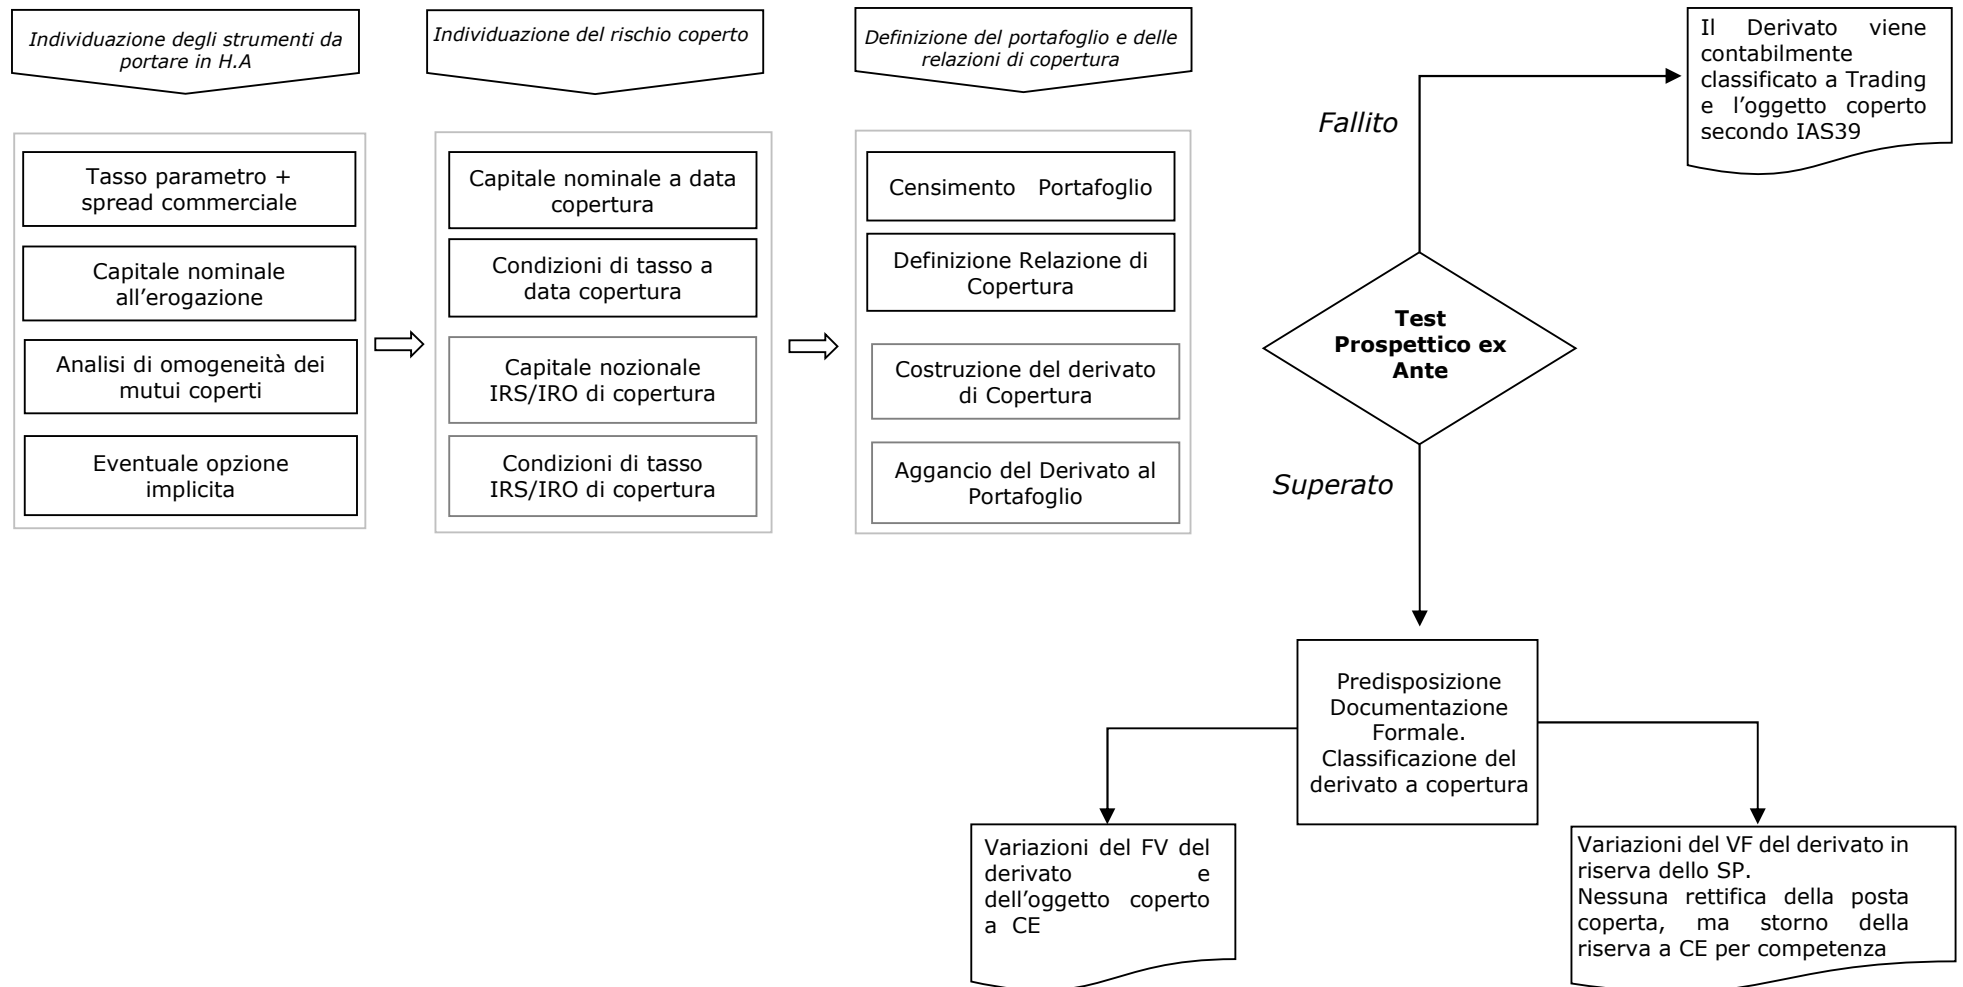 Individuazione degli strumenti da
portare in H.A
Individuazione del rischio coperto
Definizione del portafoglio e delle
relazioni di copertura
Tasso parametro +
spread commerciale
Capitale nominale
all'erogazione
Analisi di omogeneità dei
mutui coperti
Eventuale opzione
implicita
Capitale nominale a data
copertura
Condizioni di tasso a
data copertura
Capitale nozionale
IRS/IRO di copertura
Condizioni di tasso
IRS/IRO di copertura
Censimento Portafoglio
Definizione Relazione di
Copertura
Costruzione del derivato
di Copertura
Aggancio del Derivato al
Portafoglio
Il Derivato viene
contabilmente
classificato a Trading
e l'oggetto coperto
secondo IAS39
Fallito
Test
Prospettico ex
Ante
Superato
Predisposizione
Documentazione
Formale.
Classificazione del
derivato a copertura
Variazioni del FV del
derivato e
dell'oggetto coperto
a CE
Variazioni del VF del derivato in
riserva dello SP.
Nessuna rettifica della posta
coperta, ma storno della
riserva a CE per competenza